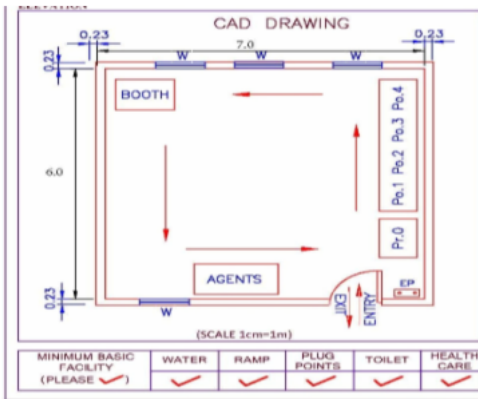 ELEVATION
CAD DRAWING
0.23
7.0
0.23
0.23
W
W
W
BOOTH
Po.1 Po.2 Po.3 Po.4
6.0
Pr.O
AGENTS
EP
0.23
W
EXIT
ENTRY
(SCALE 1cm=1m)
MINIMUM BASIC
FACILITY
(PLEASE ✓)
WATER
RAMP
PLUG
POINTS
TOILET
HEALTH
CARE
✓ ✓ ✓ ✓ ✓